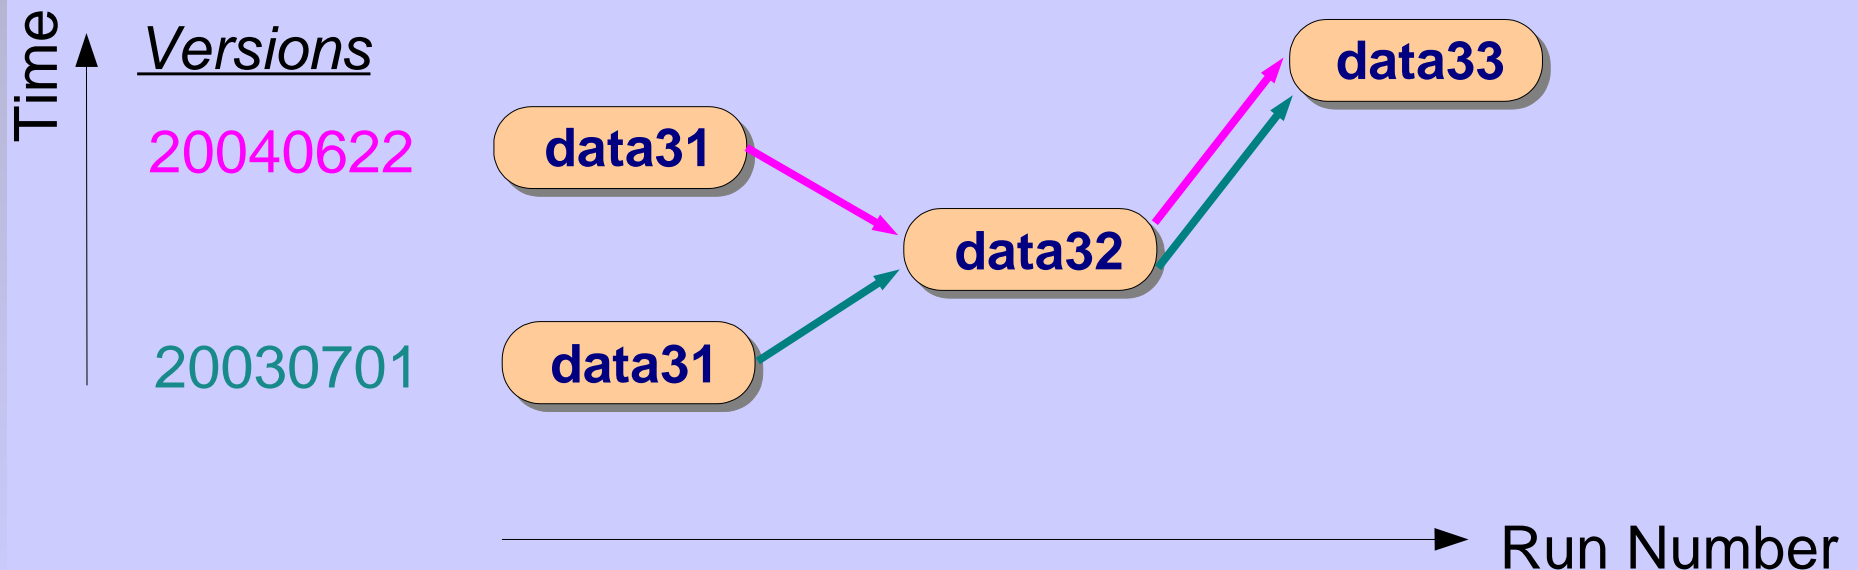 Time
Versions
data33
20040622
data31
data32
20030701
data31
Run Number